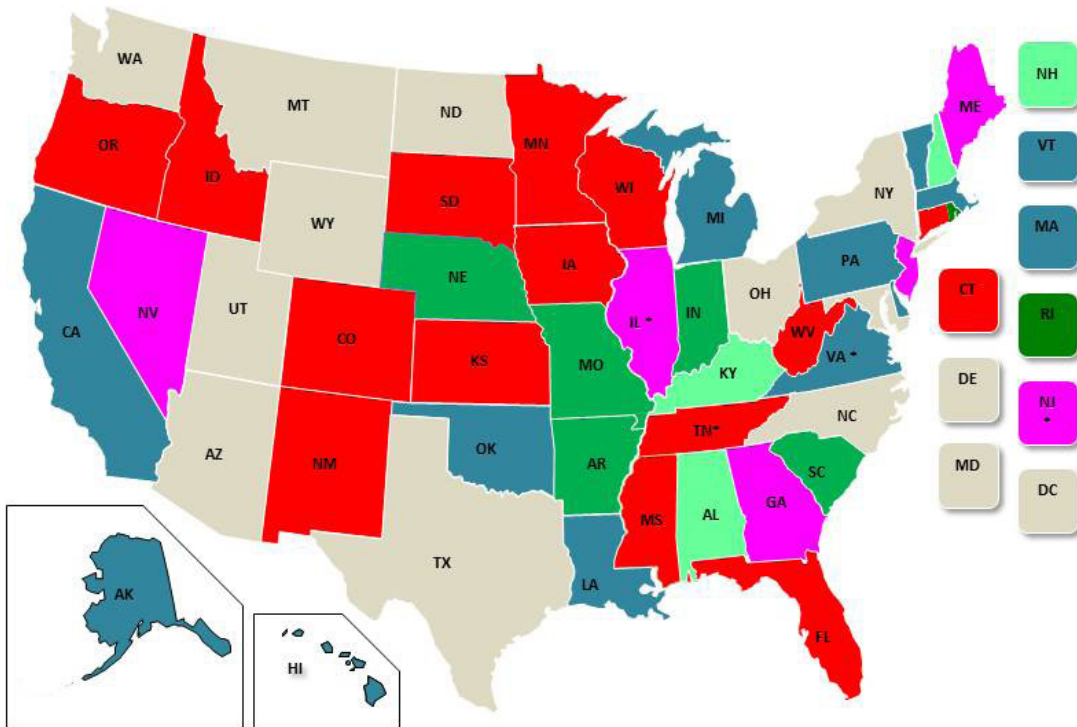 WA
MT
ND
MN
ME
NH
OR
ID
SD
WI
NY
VT
WY
MI
MA
NE
IA
PA
NV
UT
CO
IL *
IN
OH
CT
RI
CA
KS
MO
WV
VA *
KY
DE
NJ
*
AZ
NM
OK
AR
TN*
NC
SC
MD
DC
TX
MS
AL
GA
LA
AK
HI
FL